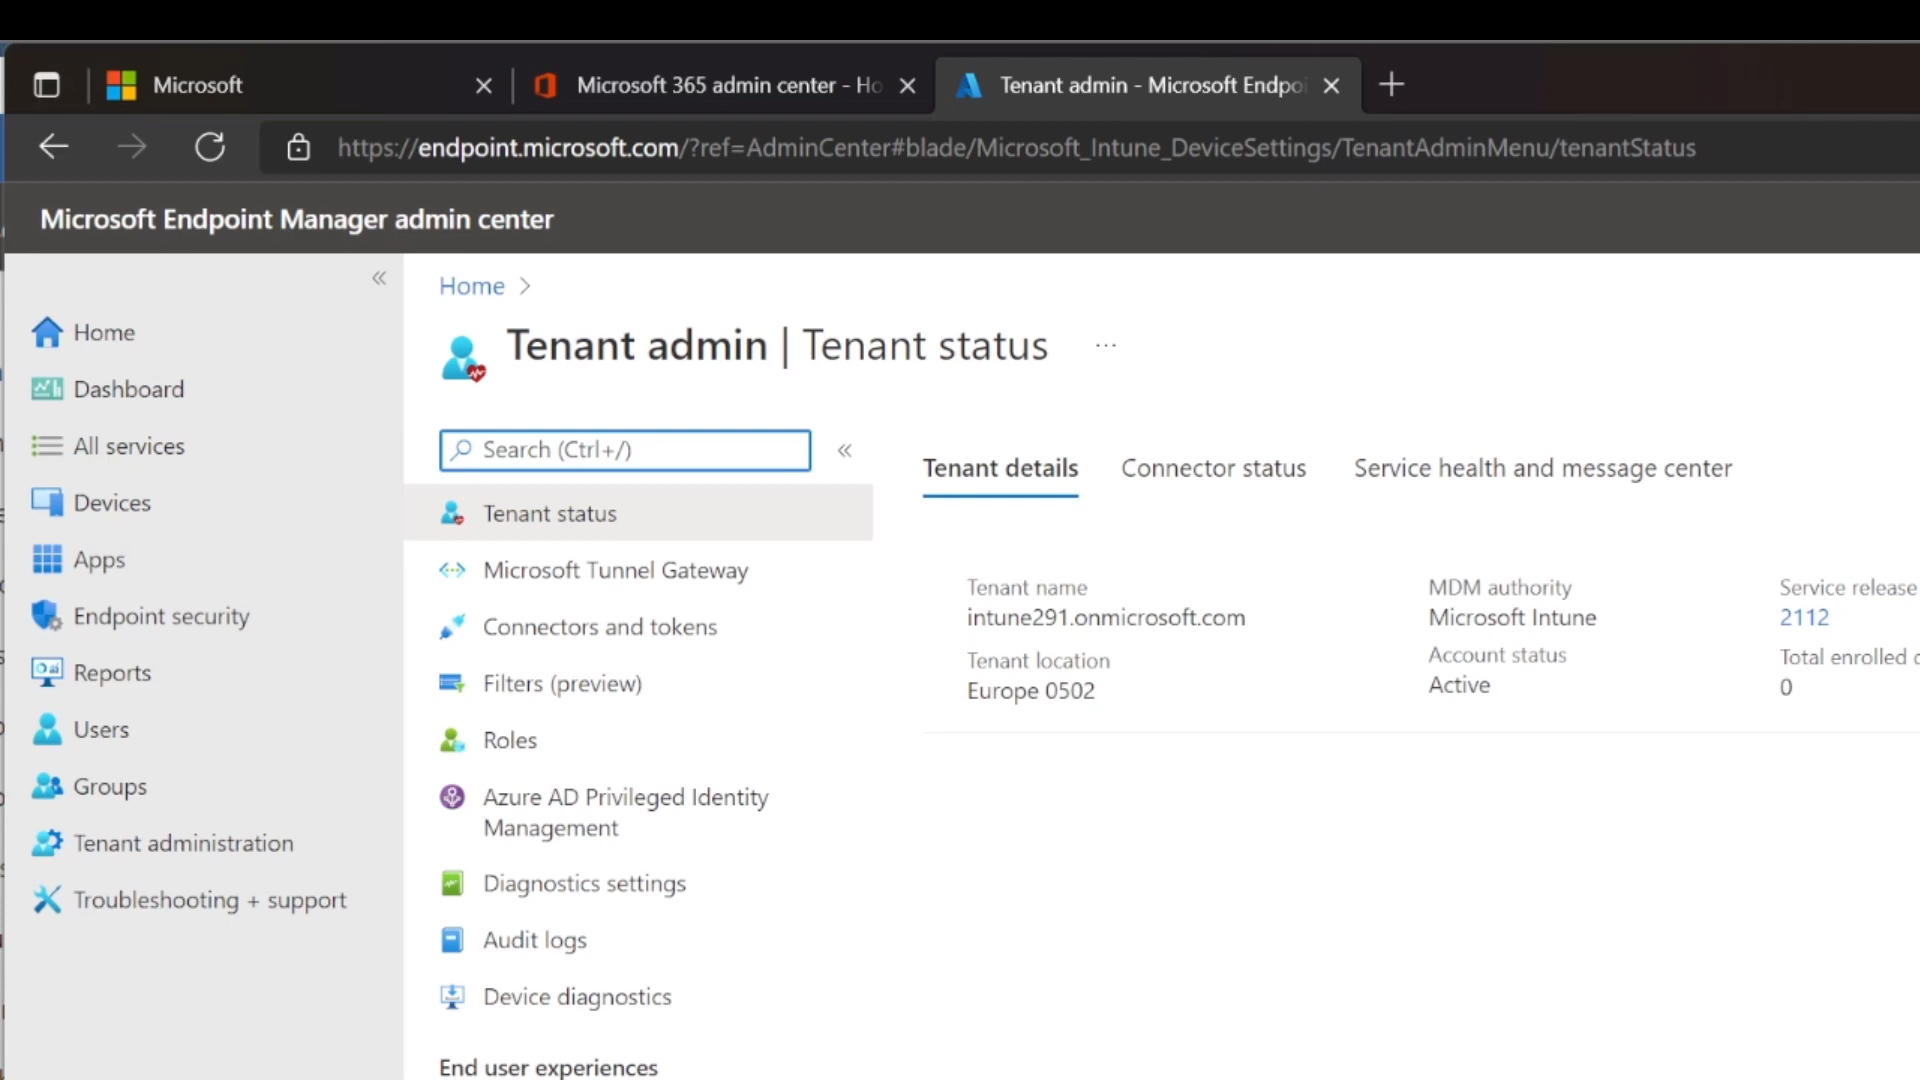 Microsoft
Microsoft 365 admin center - Ho
Tenant admin - Microsoft Endpoi
https://endpoint.microsoft.com/?ref=AdminCenter#blade/Microsoft_Intune_DeviceSettings/TenantAdminMenu/tenantStatus
Microsoft Endpoint Manager admin center
Home
Dashboard
All services
Devices
Apps
Endpoint security
Reports
Users
Groups
Tenant administration
Troubleshooting + support
Home >
Tenant admin | Tenant status ...
Search (Ctrl+/)
Tenant status
Microsoft Tunnel Gateway
Connectors and tokens
Filters (preview)
Roles
Azure AD Privileged Identity
Management
Diagnostics settings
Audit logs
Device diagnostics
End user experiences
Tenant details
Connector status
Service health and message center
Tenant name
intune291.onmicrosoft.com
Tenant location
Europe 0502
MDM authority
Microsoft Intune
Account status
Active
Service release
2112
Total enrolled
0